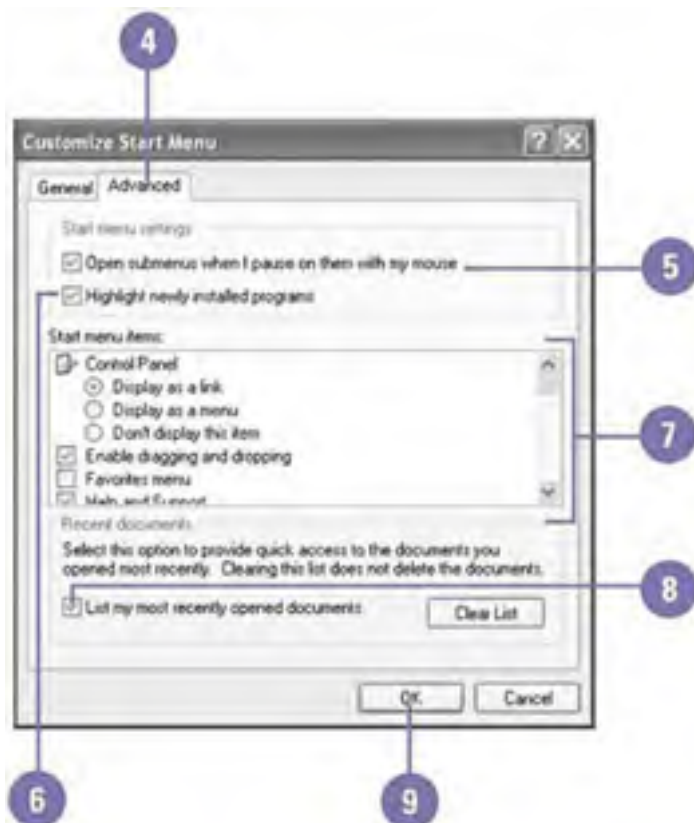 4
Customize Start Menu
General Advanced
Start menu settings
Open submenus when I pause on them with my mouse
5
Highlight newly installed programs
Start menu items:
Control Panel
Display as a link
Display as a menu
Don't display this item
7
Enable dragging and dropping
Favorites menu
Help and Support
Recent documents
Select this option to provide quick access to the documents you
opened most recently. Clearing this list does not delete the documents.
8
List my most recently opened documents
Clear List
OK Cancel
6 9